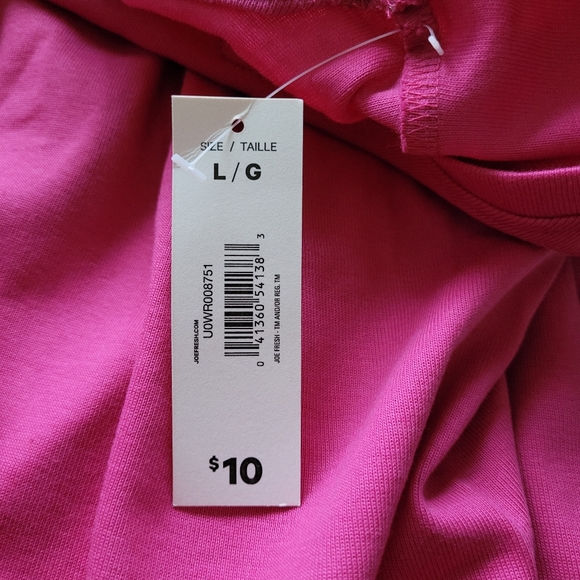 SIZE / TAILLE
L / G
JOEFRESH.COM
U0WR008751
0 41360 54138 3
JOE FRESH - TM AND/OR REG. TM
$10